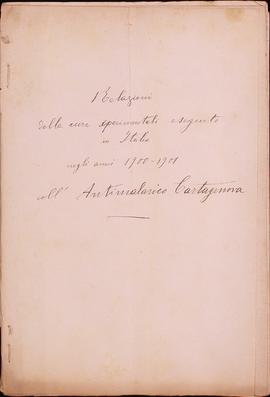 Relazioni
delle cure sperimentali eseguite
in Italia
negli anni 1900-1901
coll' Antimalarico Cartagenova